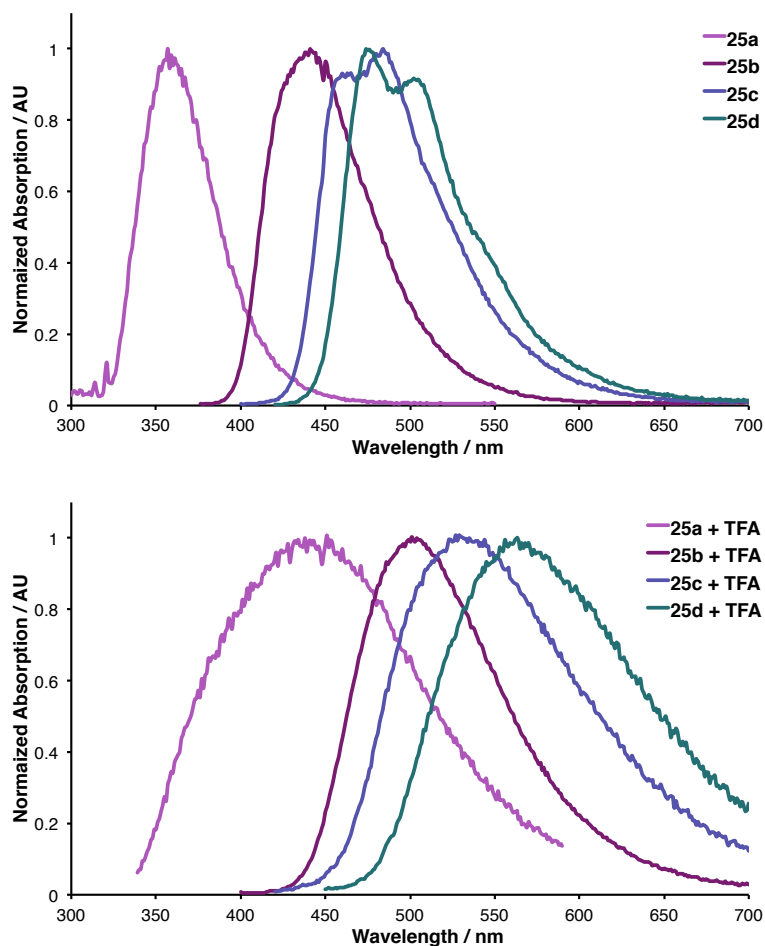 Normaized Absorption / AU
1
0.8
0.6
0.4
0.2
0
300 350 400 450 500 550 600 650 700
Wavelength / nm
25a
25b
25c
25d
Normaized Absorption / AU
1
0.8
0.6
0.4
0.2
0
300 350 400 450 500 550 600 650 700
Wavelength / nm
25a + TFA
25b + TFA
25c + TFA
25d + TFA